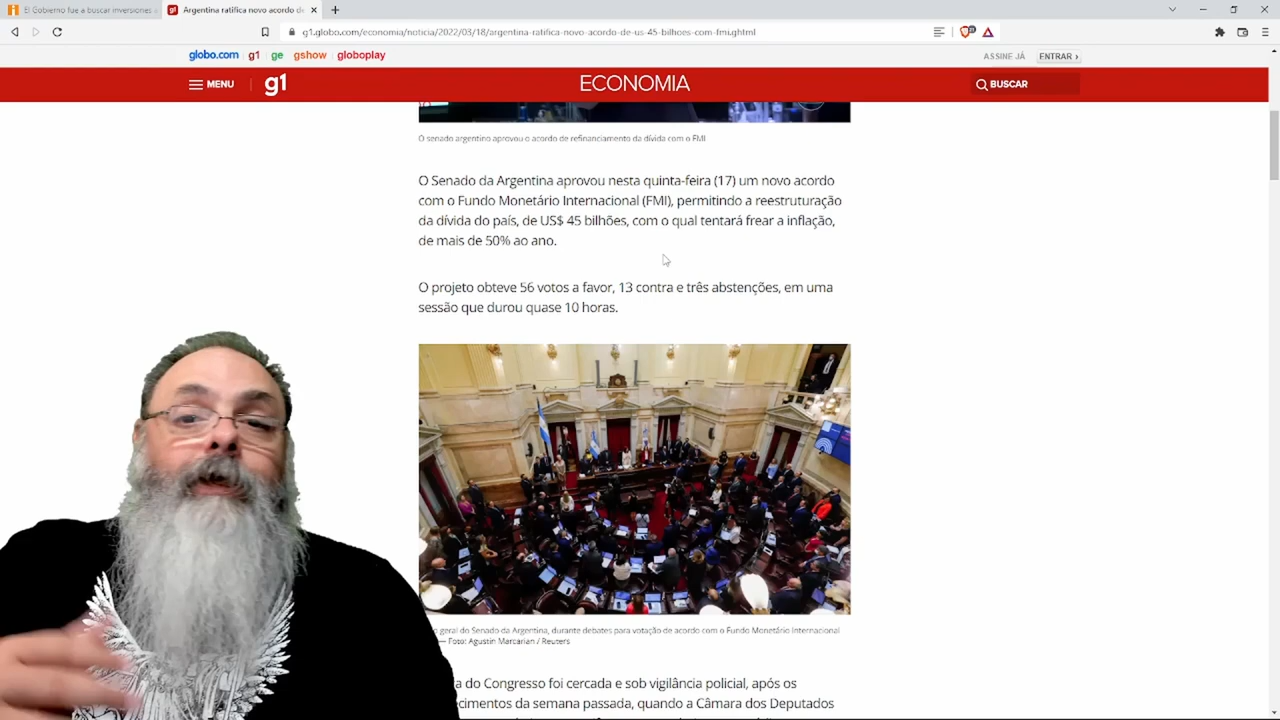 El Gobierno fue a buscar inversiones
Argentina ratifica novo acordo de
g1.globo.com/economia/noticia/2022/03/18/argentina-ratifica-novo-acordo-de-us-45-bilhoes-com-fmi.ghtml
globo.com g1 ge gshow globoplay
ASSINE JÁ ENTRAR ›
MENU g1 ECONOMIA BUSCAR
O senado argentino aprovou o acordo de refinanciamento da dívida com o FMI
O Senado da Argentina aprovou nesta quinta-feira (17) um novo acordo
com o Fundo Monetário Internacional (FMI), permitindo a reestruturação
da dívida do país, de US$ 45 bilhões, com o qual tentará frear a inflação,
de mais de 50% ao ano.
O projeto obteve 56 votos a favor, 13 contra e três abstenções, em uma
sessão que durou quase 10 horas.
geral do Senado da Argentina, durante debates para votação de acordo com o Fundo Monetário Internacional
— Foto: Agustin Marcarian / Reuters
do Congresso foi cercada e sob vigilância policial, após os
da semana passada, quando a Câmara dos Deputados